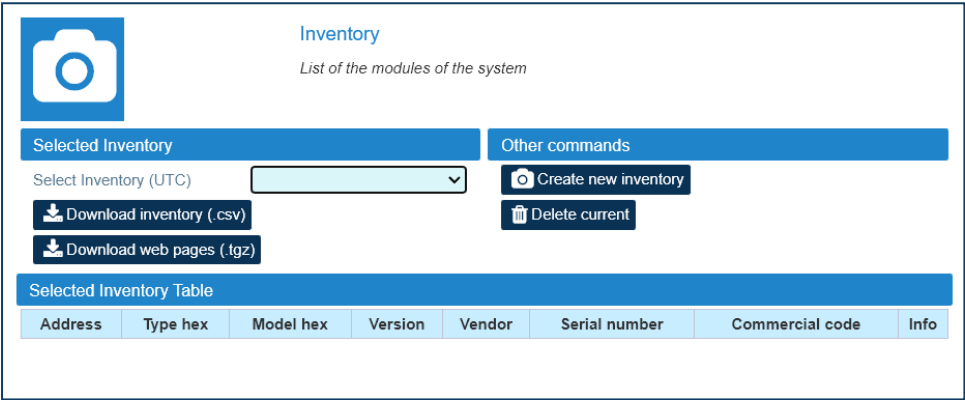 Inventory
List of the modules of the system
Selected Inventory
Other commands
Select Inventory (UTC)
Create new inventory
Download inventory (.csv)
Delete current
Download web pages (.tgz)
Selected Inventory Table
Address Type hex Model hex Version Vendor Serial number Commercial code Info